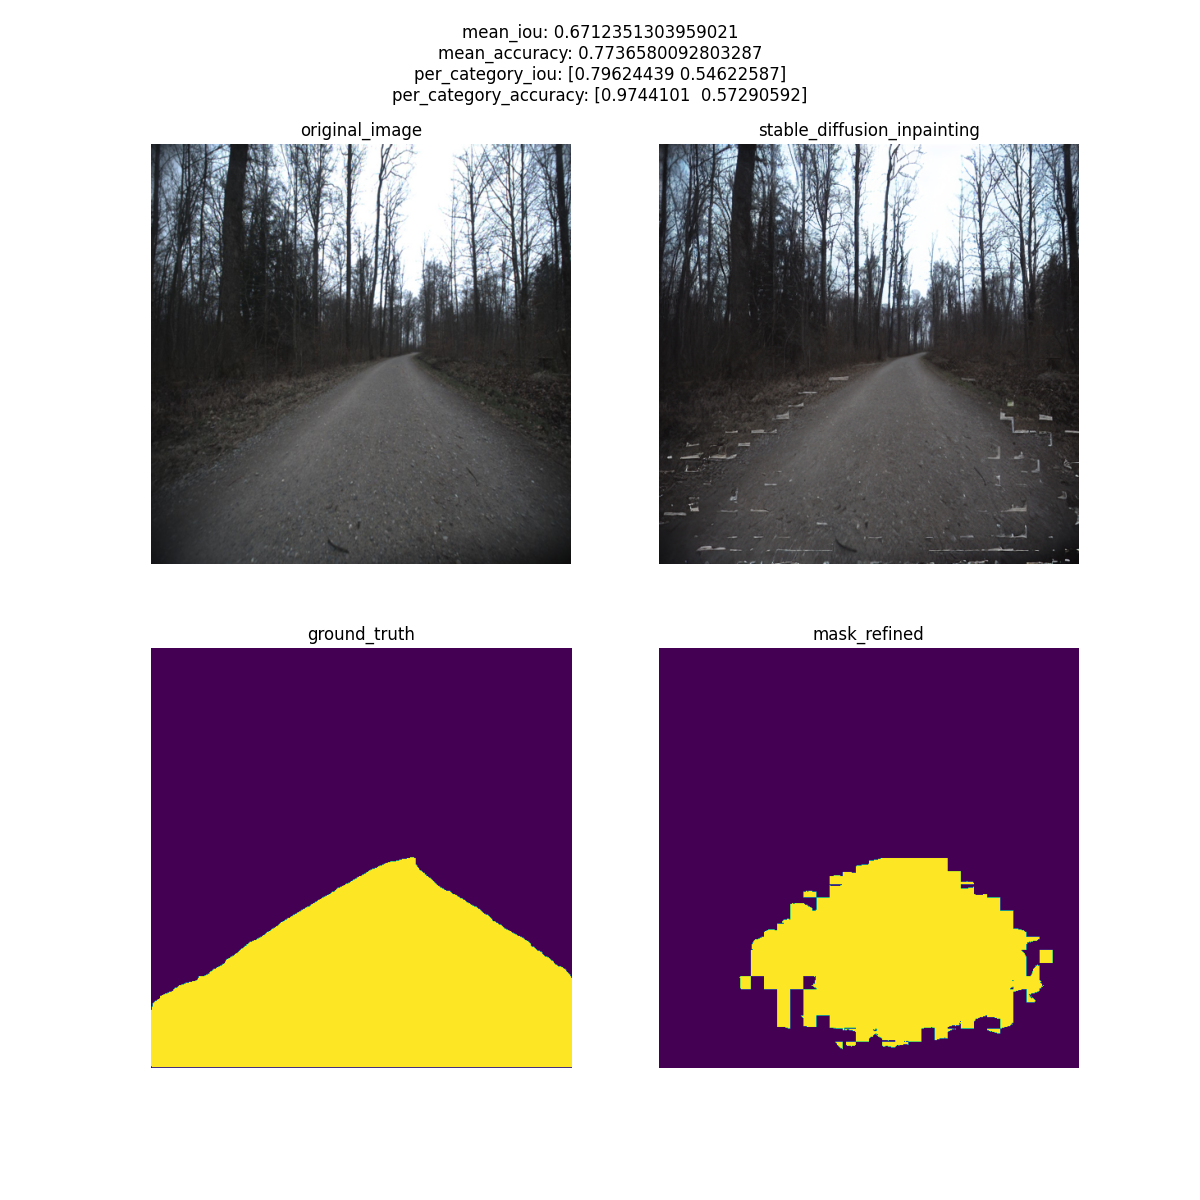 mean_iou: 0.6712351303959021
mean_accuracy: 0.7736580092803287
per_category_iou: [0.79624439 0.54622587]
per_category_accuracy: [0.9744101  0.57290592]
original_image
stable_diffusion_inpainting
ground_truth
mask_refined